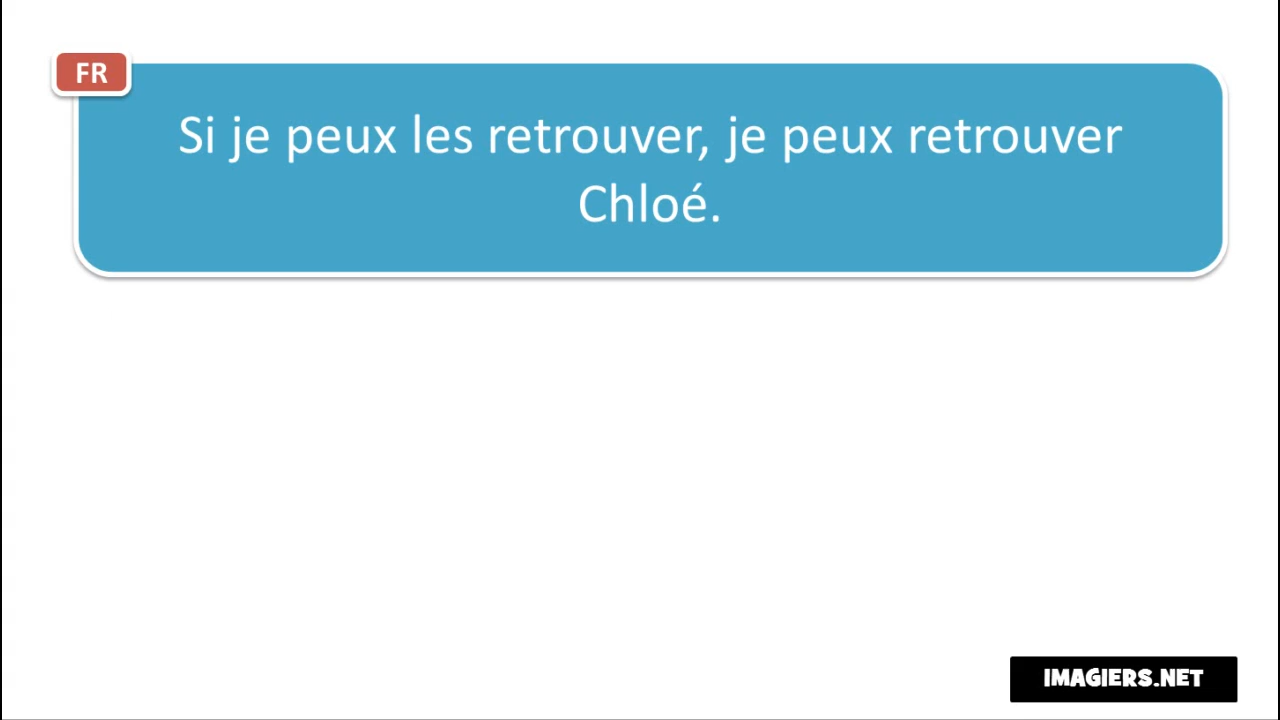 FR
Si je peux les retrouver, je peux retrouver
Chloé.
IMAGIERS.NET